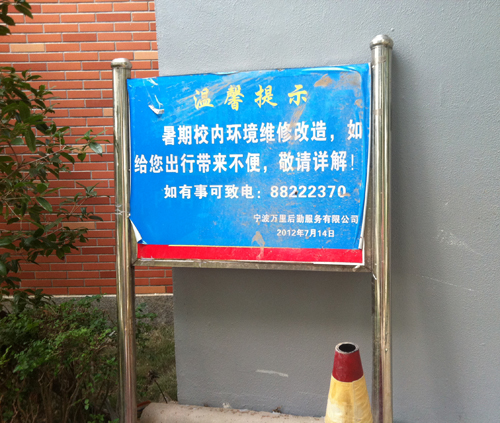 温馨提示
暑期校内环境维修改造，如
给您出行带来不便，敬请详解！
如有事可致电：88222370
宁波万里后勤服务有限公司
2012年7月14日